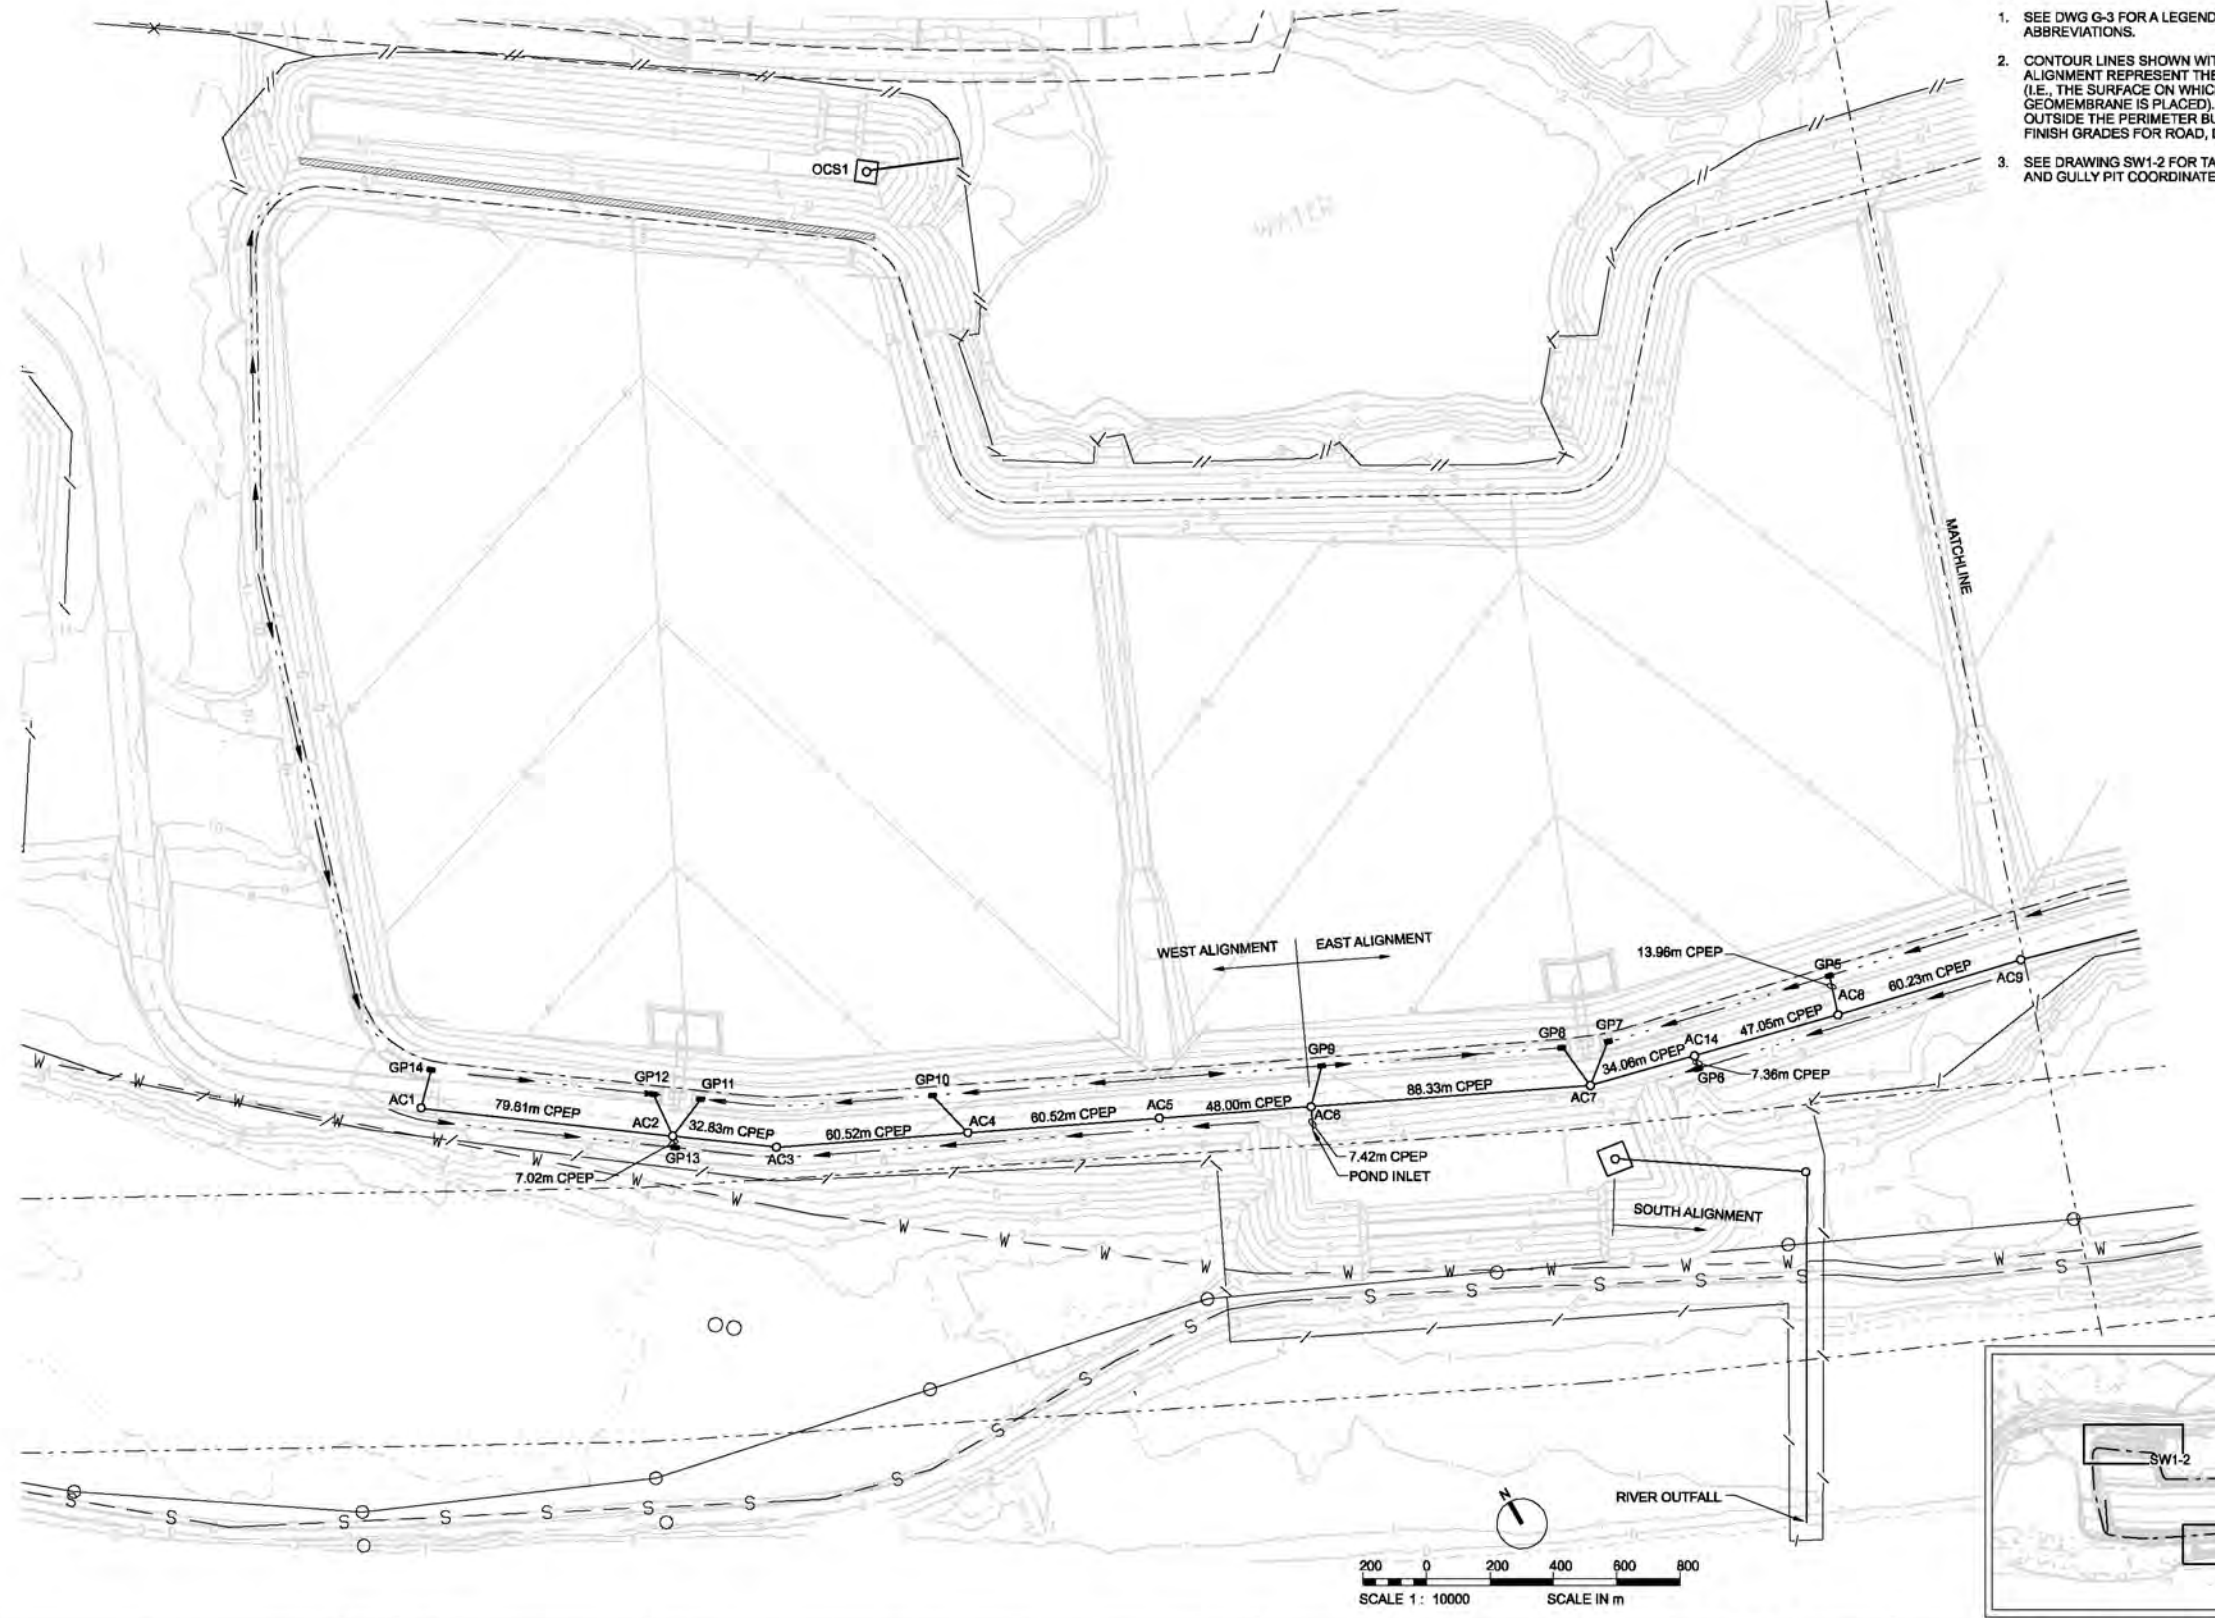 1. SEE DWG G-3 FOR A LEGEND
ABBREVIATIONS.
2. CONTOUR LINES SHOWN WIT
ALIGNMENT REPRESENT THE
(I.E., THE SURFACE ON WHIC
GEOMEMBRANE IS PLACED).
OUTSIDE THE PERIMETER BU
FINISH GRADES FOR ROAD, D
3. SEE DRAWING SW1-2 FOR TA
AND GULLY PIT COORDINATE
OCS1
WATER
MATCHLINE
WEST ALIGNMENT
EAST ALIGNMENT
13.96m CPEP
GP5
AC8
60.23m CPEP
AC9
47.05m CPEP
AC14
34.06m CPEP
GP6
7.36m CPEP
GP7
GP8
AC7
88.33m CPEP
GP9
AC6
7.42m CPEP
POND INLET
48.00m CPEP
AC5
60.52m CPEP
AC4
GP10
60.52m CPEP
AC3
32.83m CPEP
GP11
GP12
AC2
GP13
7.02m CPEP
79.81m CPEP
GP14
AC1
SOUTH ALIGNMENT
RIVER OUTFALL
N
200 0 200 400 600 800
SCALE 1 : 10000 SCALE IN m
SW1-2